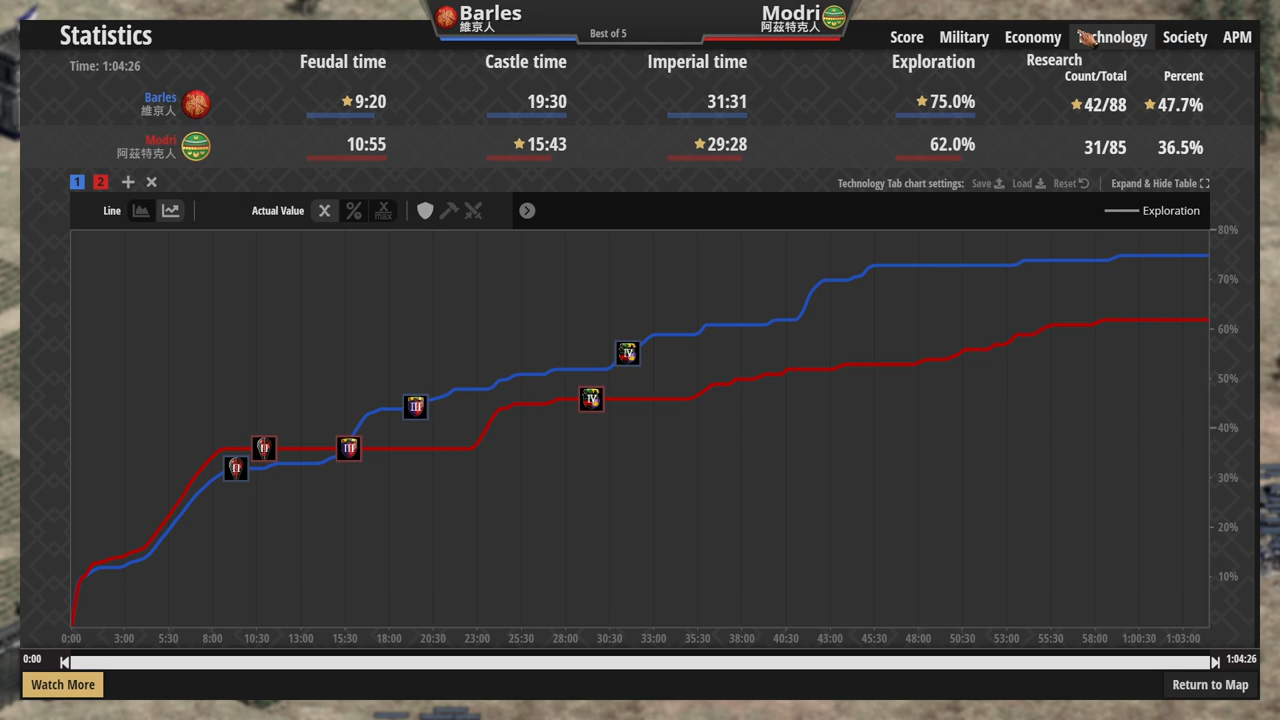 Barles
維京人
Best of 5
Modri
阿茲特克人
Statistics
Score Military Economy Technology Society APM
Time: 1:04:26
Feudal time Castle time Imperial time Exploration Research
Count/Total Percent
Barles
維京人
9:20 19:30 31:31 75.0% 42/88 47.7%
Modri
阿茲特克人
10:55 15:43 29:28 62.0% 31/85 36.5%
1 2
Technology Tab chart settings: Save Load Reset Expand & Hide Table
Line Actual Value X % X/max
Exploration
80%
70%
60%
50%
40%
30%
20%
10%
IV
IV
III
II III
II
0:00 3:00 5:30 8:00 10:30 13:00 15:30 18:00 20:30 23:00 25:30 28:00 30:30 33:00 35:30 38:00 40:30 43:00 45:30 48:00 50:30 53:00 55:30 58:00 1:00:30 1:03:00
0:00 1:04:26
Watch More Return to Map